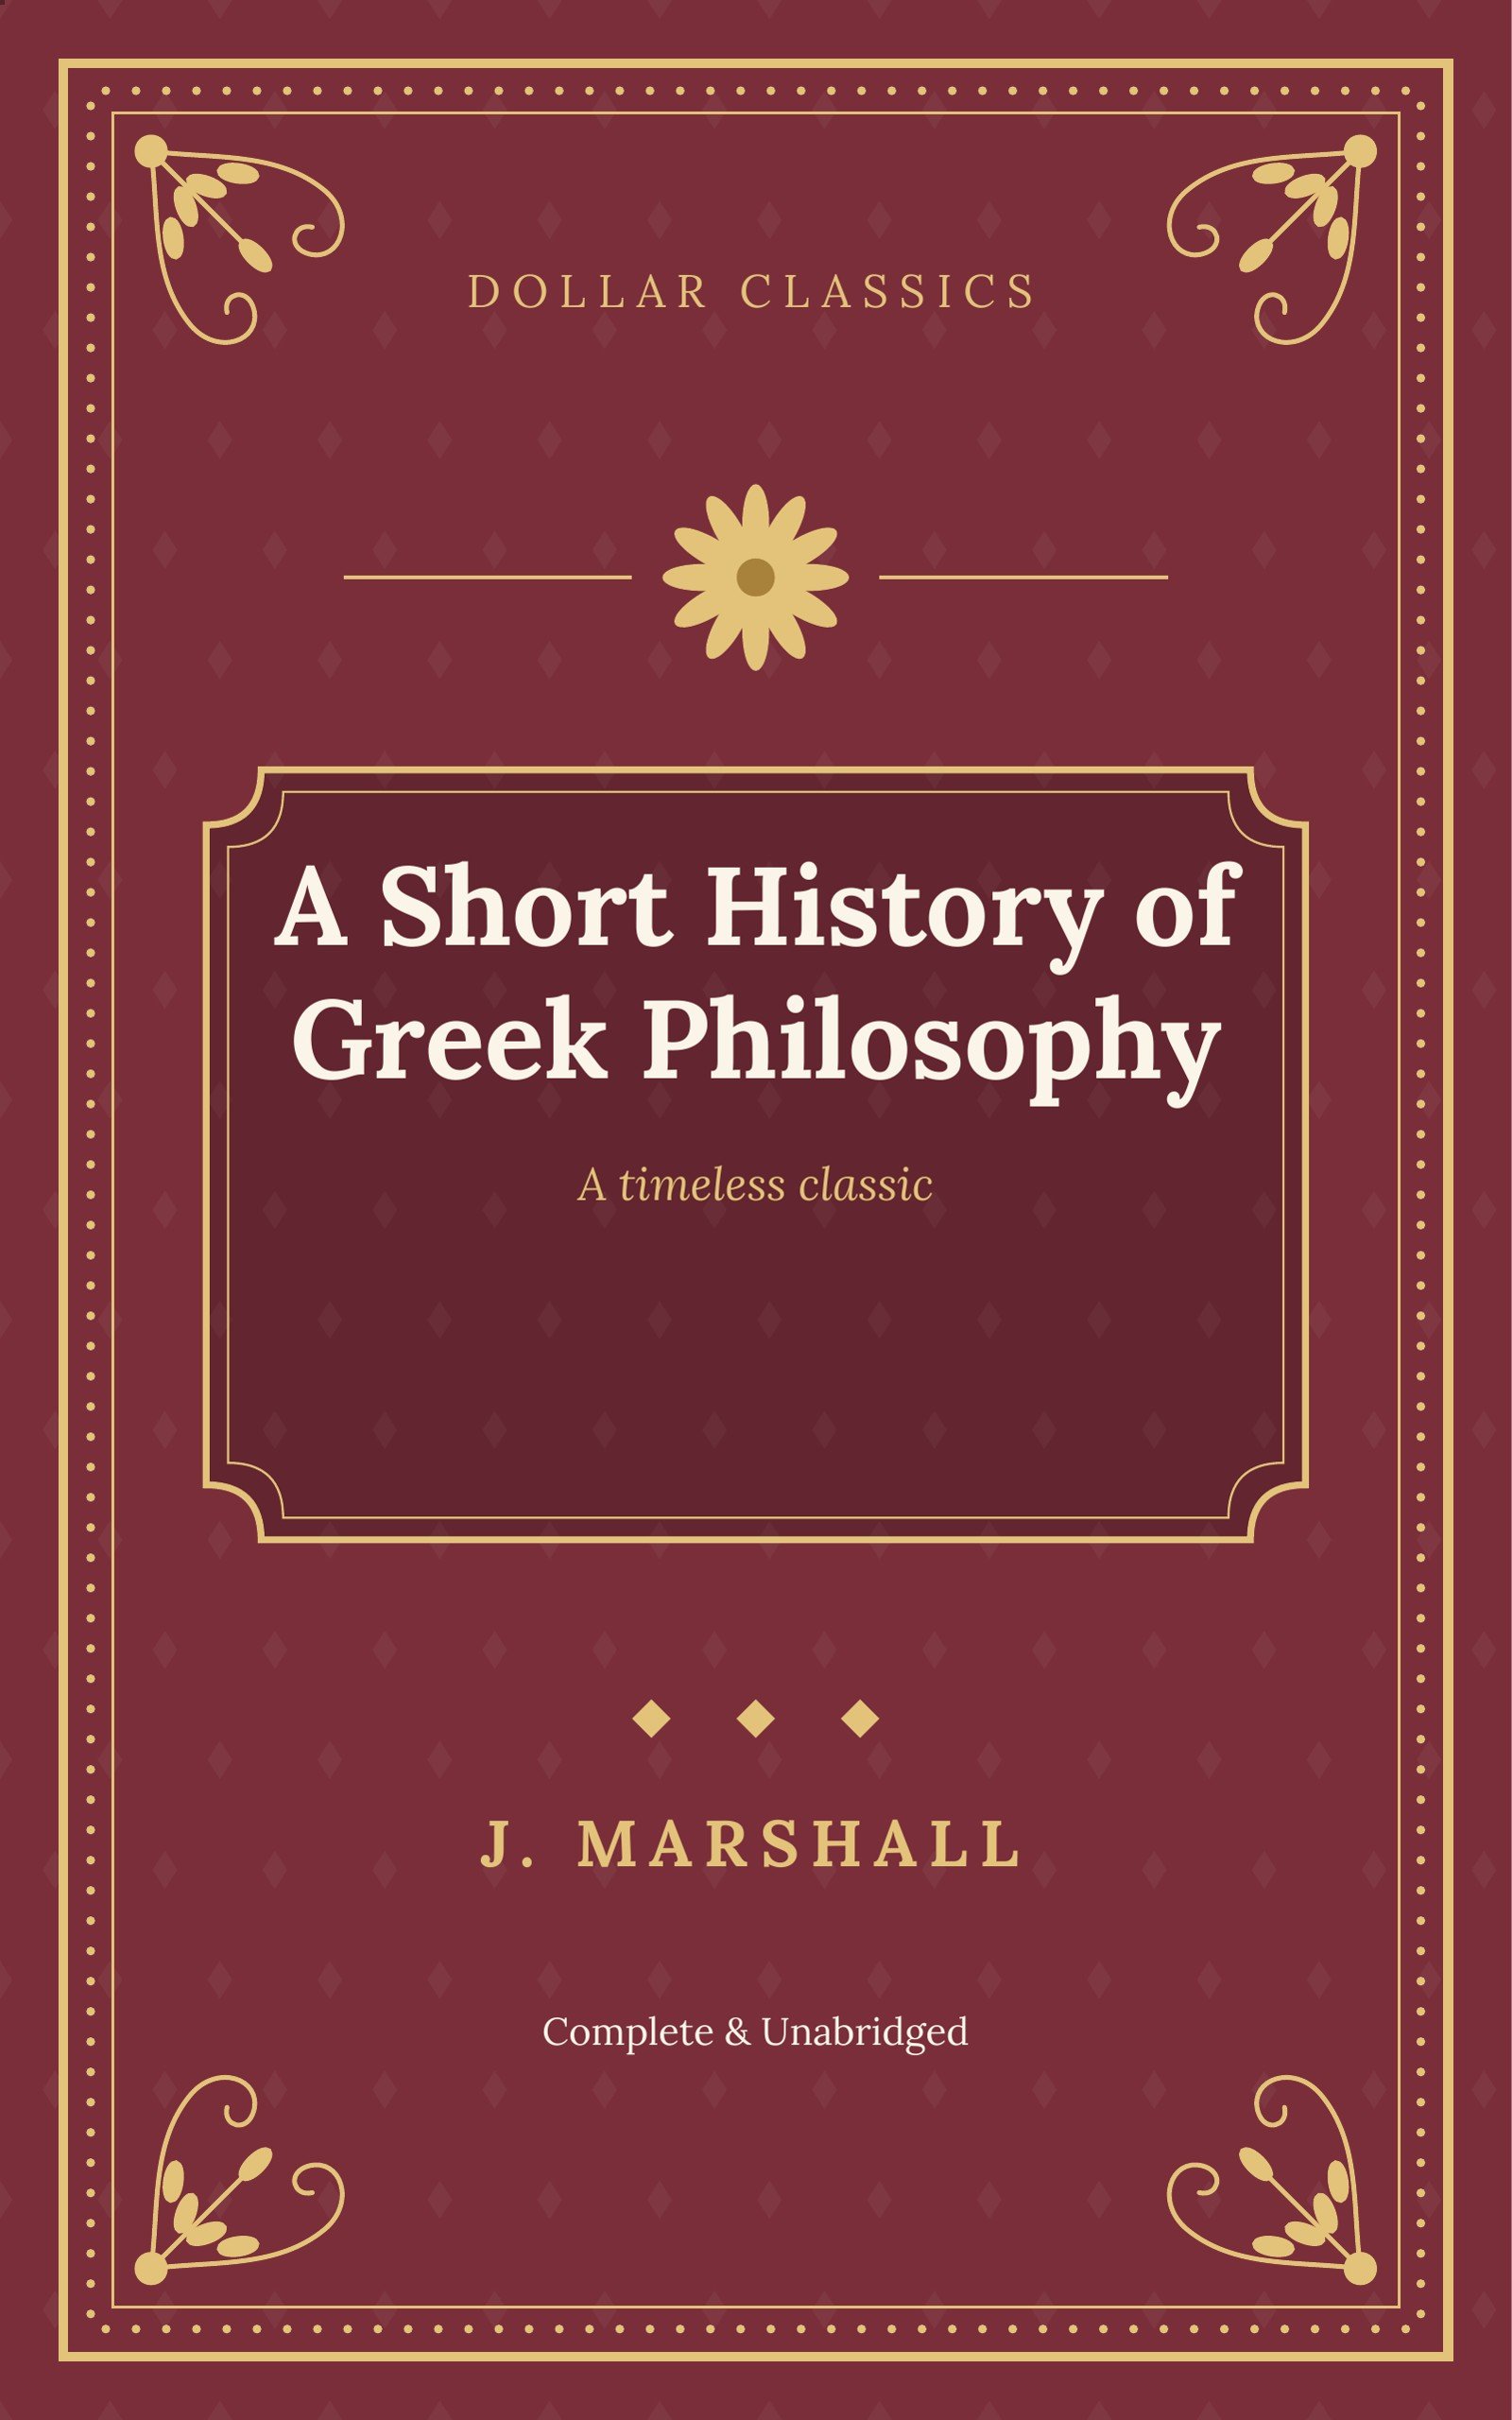 DOLLAR CLASSICS
A Short History of
Greek Philosophy
A timeless classic
J. MARSHALL
Complete & Unabridged